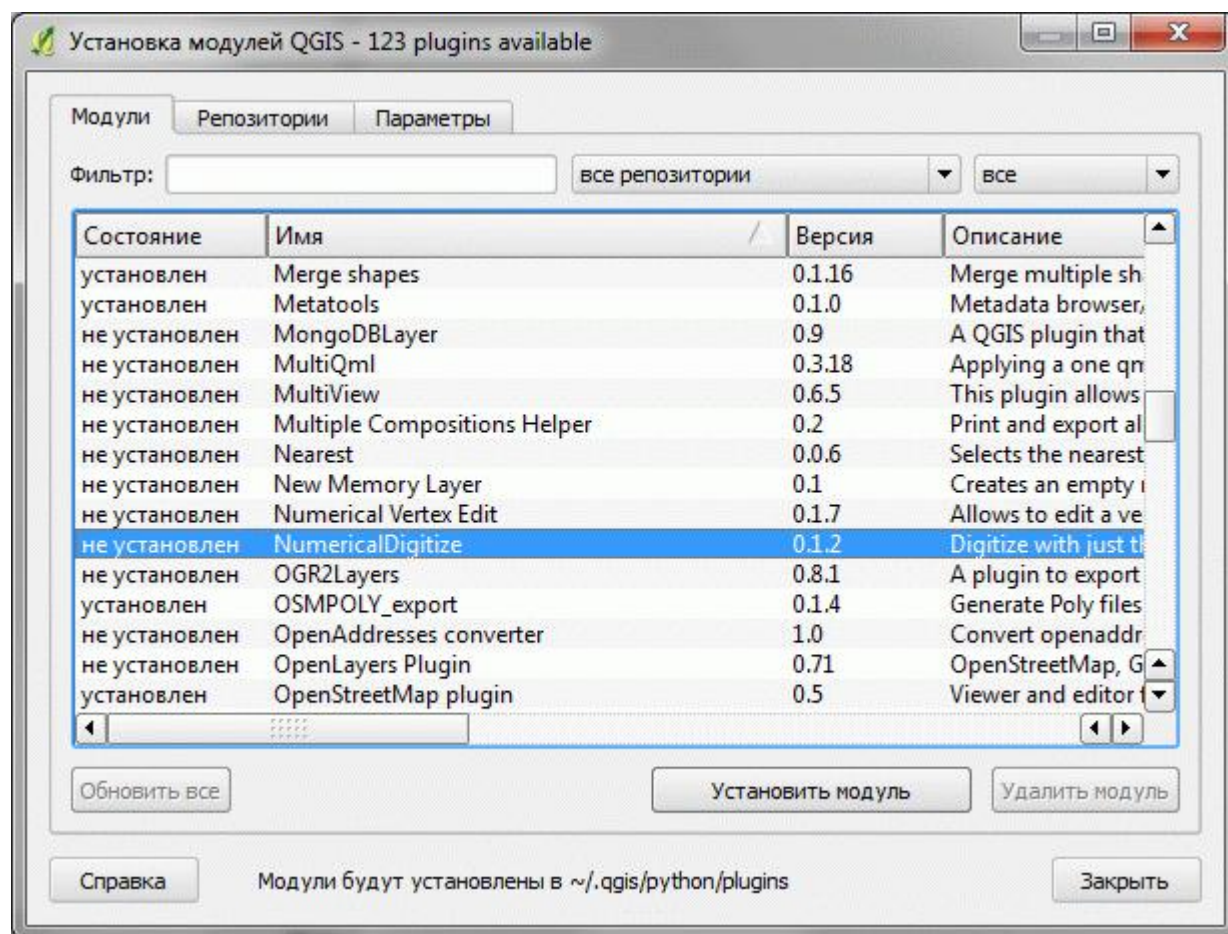 Установка модулей QGIS - 123 plugins available
Модули Репозитории Параметры
Фильтр: все репозитории все
Состояние Имя Версия Описание
установлен Merge shapes 0.1.16 Merge multiple sh
установлен Metatools 0.1.0 Metadata browser,
не установлен MongoDBLayer 0.9 A QGIS plugin that
не установлен MultiQml 0.3.18 Applying a one qm
не установлен MultiView 0.6.5 This plugin allows
не установлен Multiple Compositions Helper 0.2 Print and export al
не установлен Nearest 0.0.6 Selects the nearest
не установлен New Memory Layer 0.1 Creates an empty
не установлен Numerical Vertex Edit 0.1.7 Allows to edit a ve
не установлен NumericalDigitize 0.1.2 Digitize with just th
не установлен OGR2Layers 0.8.1 A plugin to export
установлен OSMPOLY_export 0.1.4 Generate Poly files
не установлен OpenAddresses converter 1.0 Convert openaddr
не установлен OpenLayers Plugin 0.71 OpenStreetMap, G
установлен OpenStreetMap plugin 0.5 Viewer and editor f
Обновить все Установить модуль Удалить модуль
Справка Модули будут установлены в ~/.qgis/python/plugins Закрыть